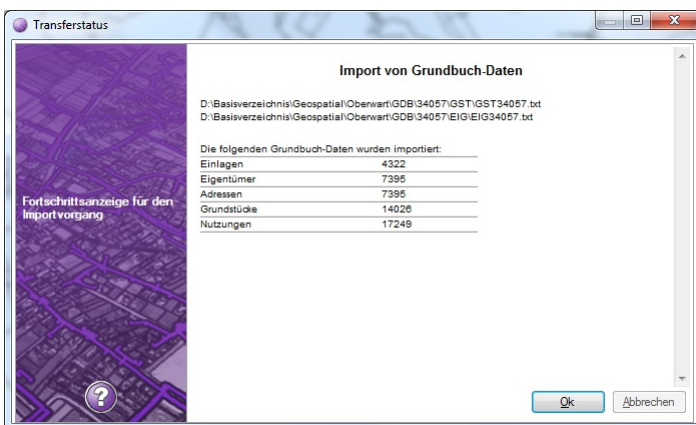 Transferstatus
Import von Grundbuch-Daten
D:\Basisverzeichnis\Geospatial\Oberwart\GDB\34057\GST\GST34057.txt
D:\Basisverzeichnis\Geospatial\Oberwart\GDB\34057\EIG\EIG34057.txt
Die folgenden Grundbuch-Daten wurden importiert:
Einlagen 4322
Eigentümer 7395
Adressen 7395
Grundstücke 14026
Nutzungen 17249
Fortschrittsanzeige für den
Importvorgang
?
Ok
Abbrechen